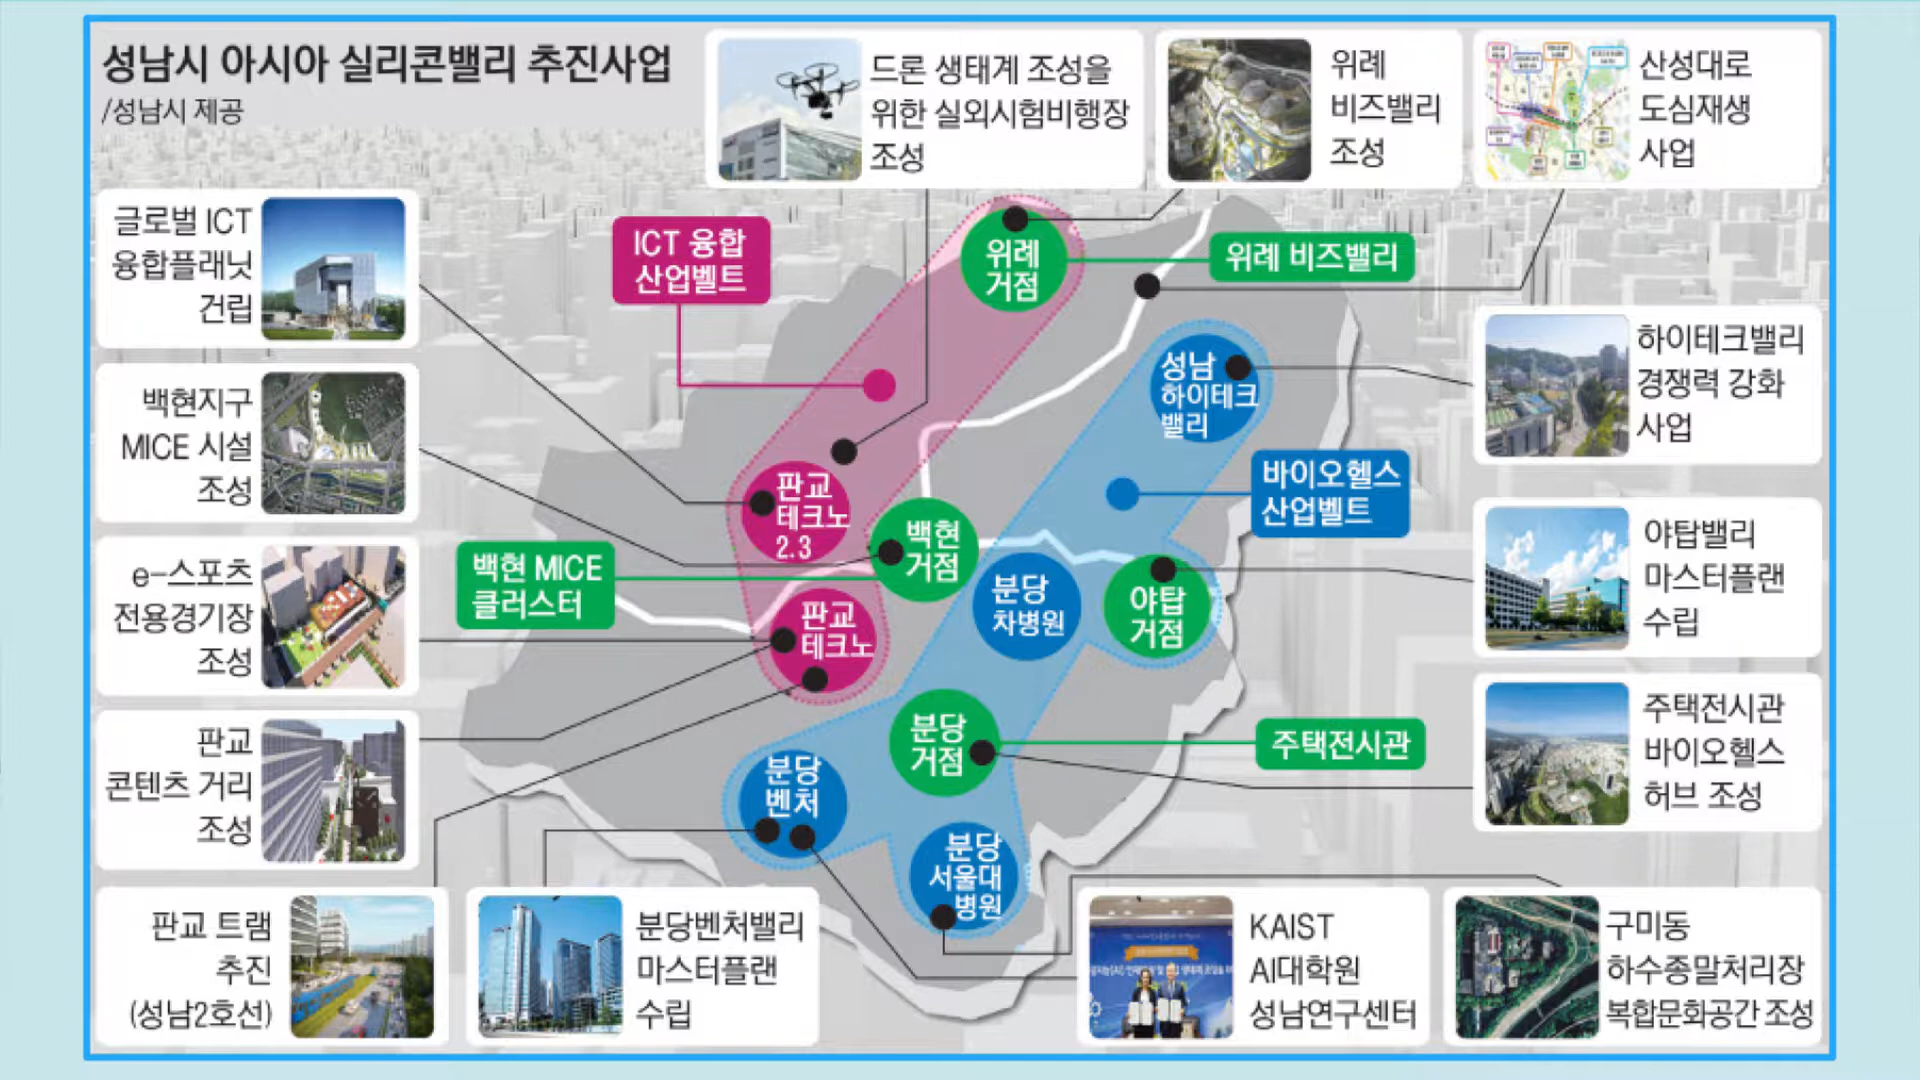 성남시 아시아 실리콘밸리 추진사업
/성남시 제공
드론 생태계 조성을
위한 실외시험비행장
조성
위례
비즈밸리
조성
산성대로
도심재생
사업
글로벌 ICT
융합플래닛
건립
ICT 융합
산업벨트
위례
거점
위례 비즈밸리
백현지구
MICE 시설
조성
성남
하이테크
밸리
하이테크밸리
경쟁력 강화
사업
판교
테크노
2.3
바이오헬스
산업벨트
백현
거점
e-스포츠
전용경기장
조성
백현 MICE
클러스터
판교
테크노
분당
차병원
야탑
거점
야탑밸리
마스터플랜
수립
판교
콘텐츠 거리
조성
분당
거점
주택전시관
주택전시관
바이오헬스
허브 조성
분당
벤처
분당
서울대
병원
판교 트램
추진
(성남2호선)
분당벤처밸리
마스터플랜
수립
KAIST
AI대학원
성남연구센터
구미동
하수종말처리장
복합문화공간 조성